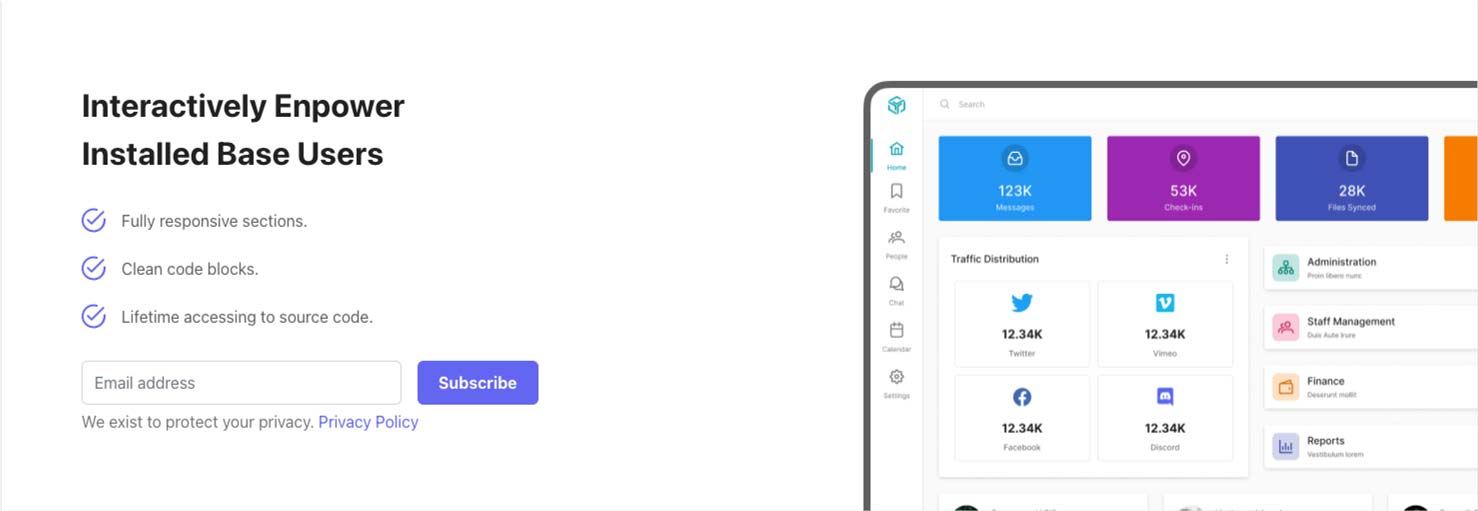 Interactively Enpower
Installed Base Users
Fully responsive sections.
Clean code blocks.
Lifetime accessing to source code.
Email address
Subscribe
We exist to protect your privacy. Privacy Policy
Search
Home
Favorite
People
Chat
Calendar
Settings
123K
Messages
53K
Check-ins
28K
Files Synced
Traffic Distribution
12.34K
Twitter
12.34K
Vimeo
12.34K
Facebook
12.34K
Discord
Administration
Proin libero nunc
Staff Management
Duis Aute Irure
Finance
Deserunt mollit
Reports
Vestibulum lorem